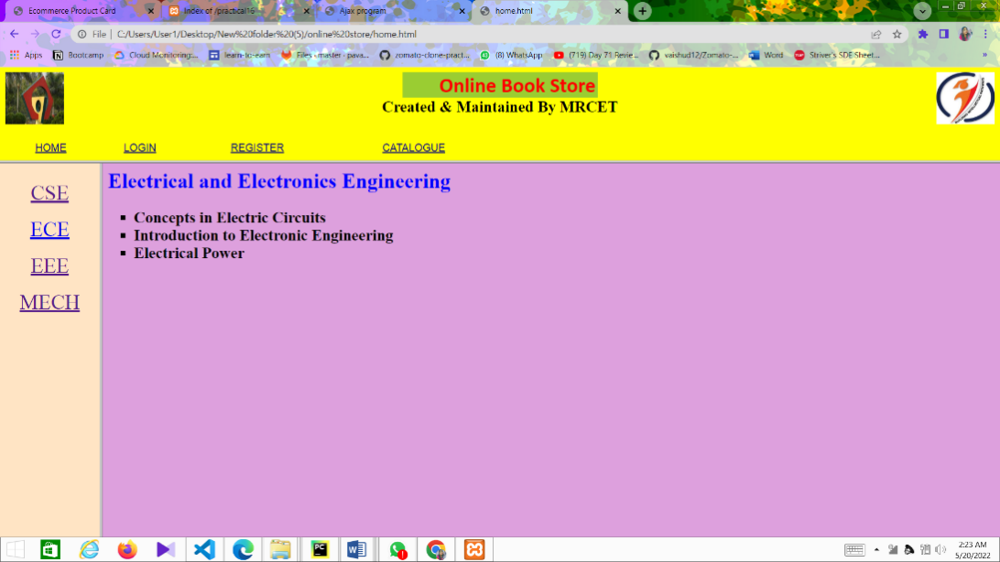 Ecommerce Product Card
Index of /practical16
Ajax program
home.html
File | C:/Users/User1/Desktop/New%20folder%20(5)/online%20store/home.html
Apps Bootcamp Cloud Monitoring:... learn-to-earn Files · master · pava... zomato-clone-pract... (8) WhatsApp (719) Day 71 Revie... vaishud12/Zomato-... Word Striver's SDE Sheet... »
Online Book Store
Created & Maintained By MRCET
HOME LOGIN REGISTER CATALOGUE
CSE
ECE
EEE
MECH
Electrical and Electronics Engineering
Concepts in Electric Circuits
Introduction to Electronic Engineering
Electrical Power
2:23 AM
5/20/2022